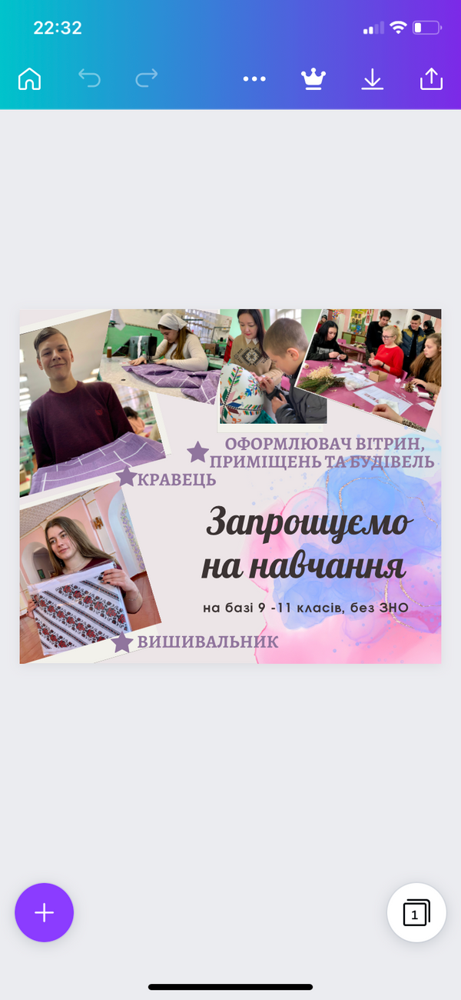 22:32
ОФОРМЛЮВАЧ ВІТРИН,
ПРИМІЩЕНЬ ТА БУДІВЕЛЬ
КРАВЕЦЬ
Запрошуємо
на навчання
на базі 9 -11 класів, без ЗНО
ВИШИВАЛЬНИК
1